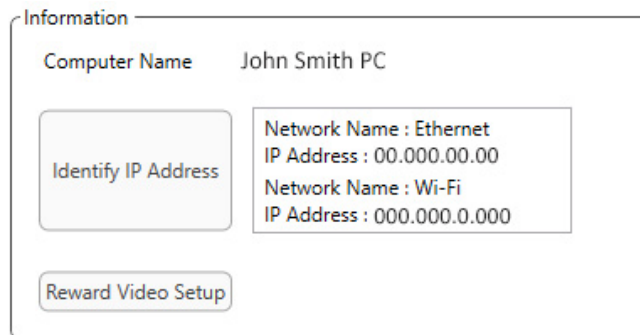 Information
Computer Name John Smith PC
Identify IP Address
Network Name : Ethernet
IP Address : 00.000.00.00
Network Name : Wi-Fi
IP Address : 000.000.0.000
Reward Video Setup